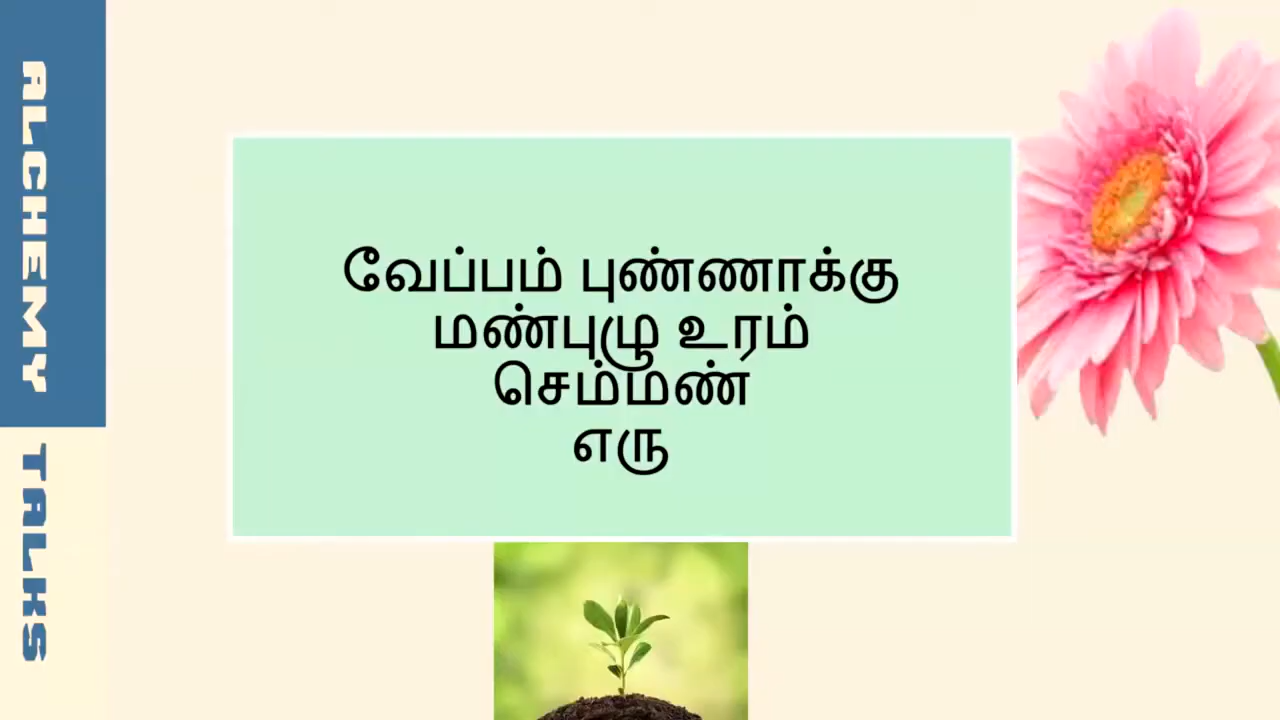 ALCHEMY TALKS
வேப்பம் புண்ணாக்கு
மண்புழு உரம்
செம்மண்
எரு